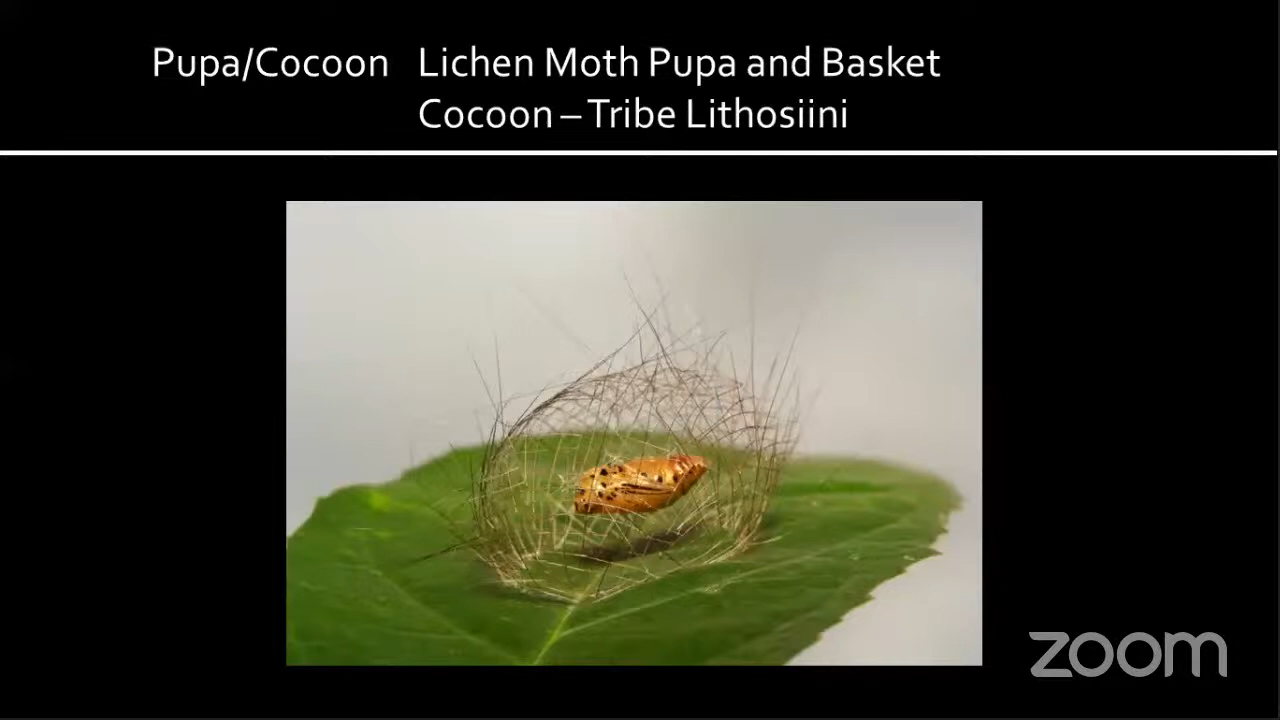 Pupa/Cocoon Lichen Moth Pupa and Basket
Cocoon – Tribe Lithosiini
zoom